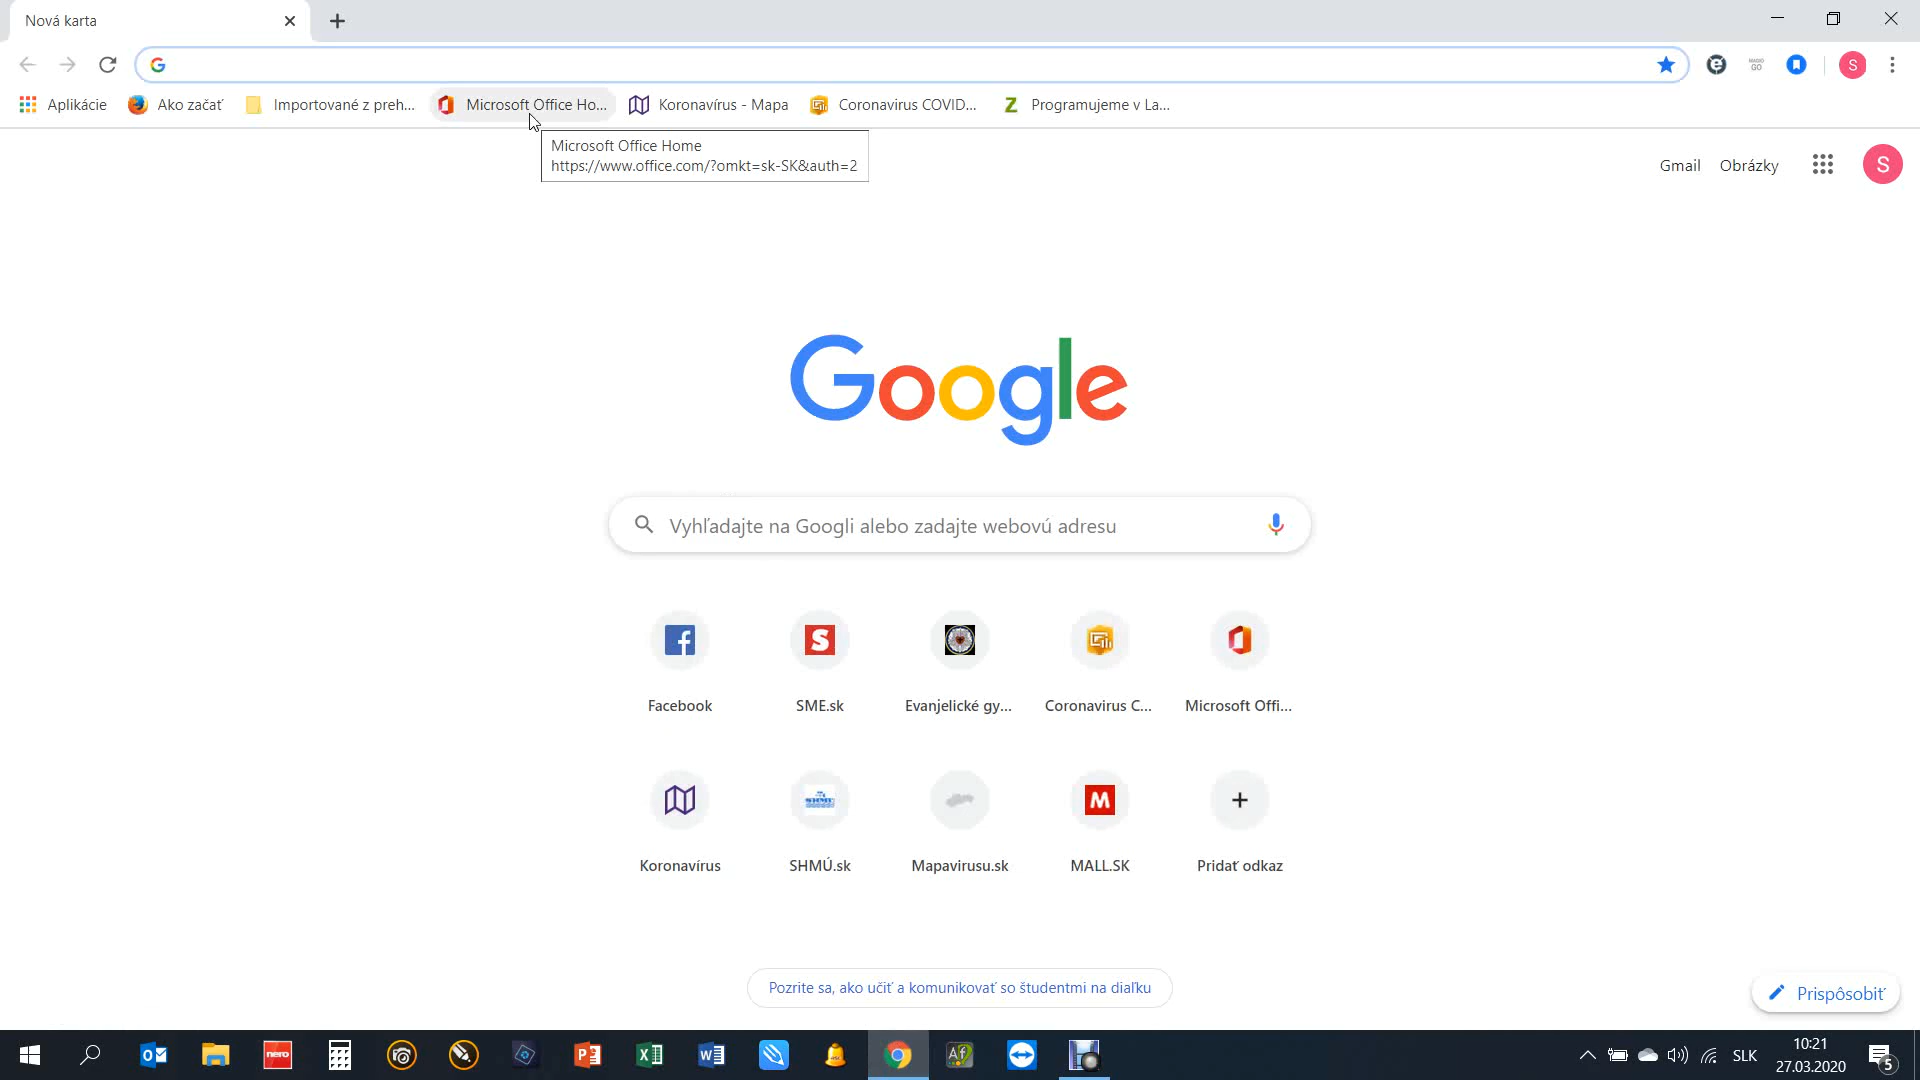 Nová karta
Aplikácie
Ako začať
Importované z preh...
Microsoft Office Ho...
Koronavírus - Mapa
Coronavirus COVID...
Programujeme v La...
Microsoft Office Home
https://www.office.com/?omkt=sk-SK&auth=2
Gmail
Obrázky
S
S
Google
Vyhľadajte na Googli alebo zadajte webovú adresu
Facebook
SME.sk
Evanjelické gy...
Coronavirus C...
Microsoft Offi...
Koronavírus
SHMÚ.sk
Mapavirusu.sk
MALL.SK
Pridať odkaz
Pozrite sa, ako učiť a komunikovať so študentmi na diaľku
Prispôsobiť
nero
SLK
10:21
27.03.2020
5